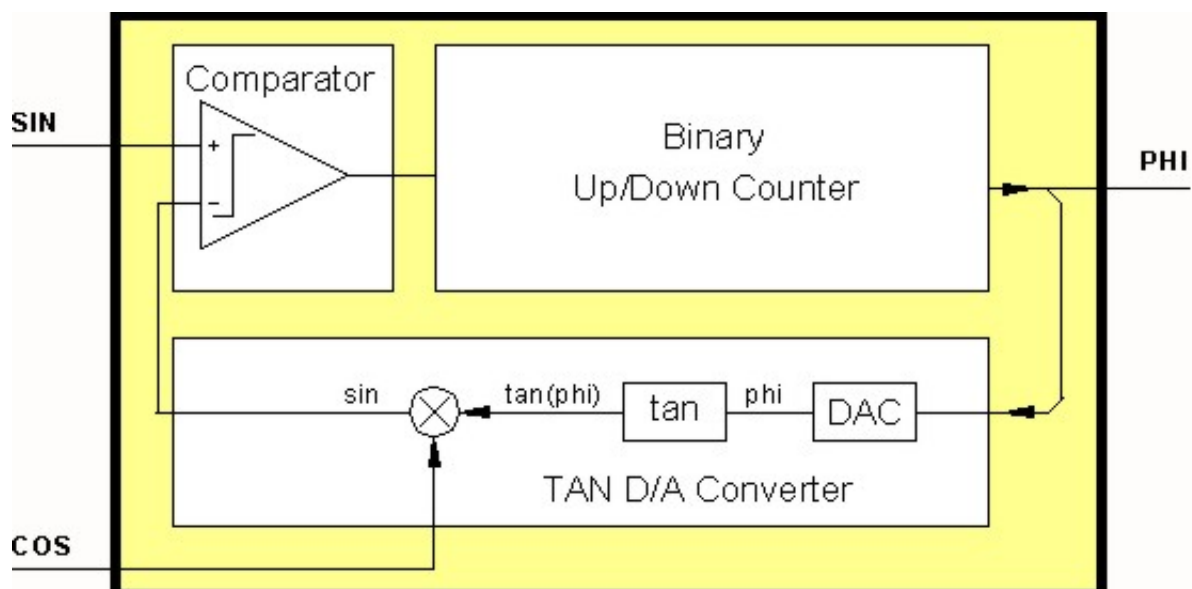 Comparator
SIN
+
−
Binary
Up/Down Counter
PHI
sin
tan(phi)
tan
phi
DAC
TAN D/A Converter
COS